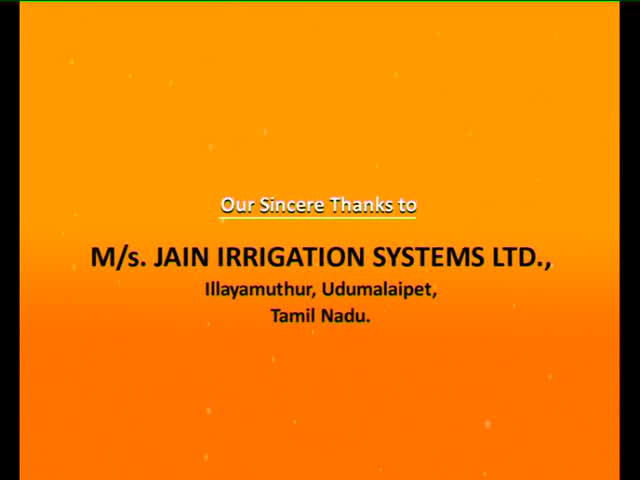 Our Sincere Thanks to
M/s. JAIN IRRIGATION SYSTEMS LTD.,
Illayamuthur, Udumalaipet,
Tamil Nadu.